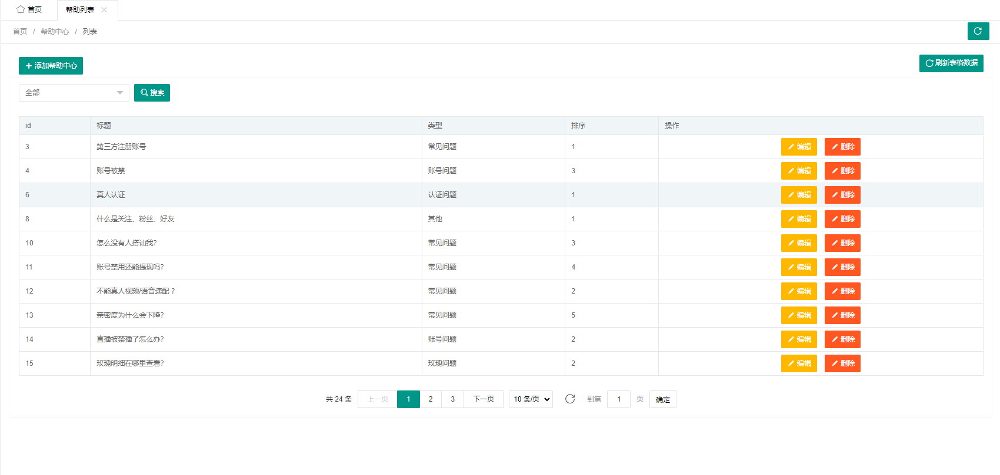 首页 帮助列表
首页 / 帮助中心 / 列表
添加帮助中心 刷新表格数据
全部 搜索
id 标题 类型 排序 操作
3 第三方注册账号 常见问题 1 编辑 删除
4 账号被禁 账号问题 3 编辑 删除
6 真人认证 认证问题 1 编辑 删除
8 什么是关注、粉丝、好友 其他 1 编辑 删除
10 怎么没有人搭讪我? 常见问题 3 编辑 删除
11 账号禁用还能提现吗? 常见问题 4 编辑 删除
12 不能真人视频/语音速配 ? 常见问题 2 编辑 删除
13 亲密度为什么会下降? 常见问题 5 编辑 删除
14 直播被禁播了怎么办? 账号问题 2 编辑 删除
15 玫瑰明细在哪里查看? 玫瑰问题 2 编辑 删除
共 24 条 上一页 1 2 3 下一页 10 条/页 到第 1 页 确定